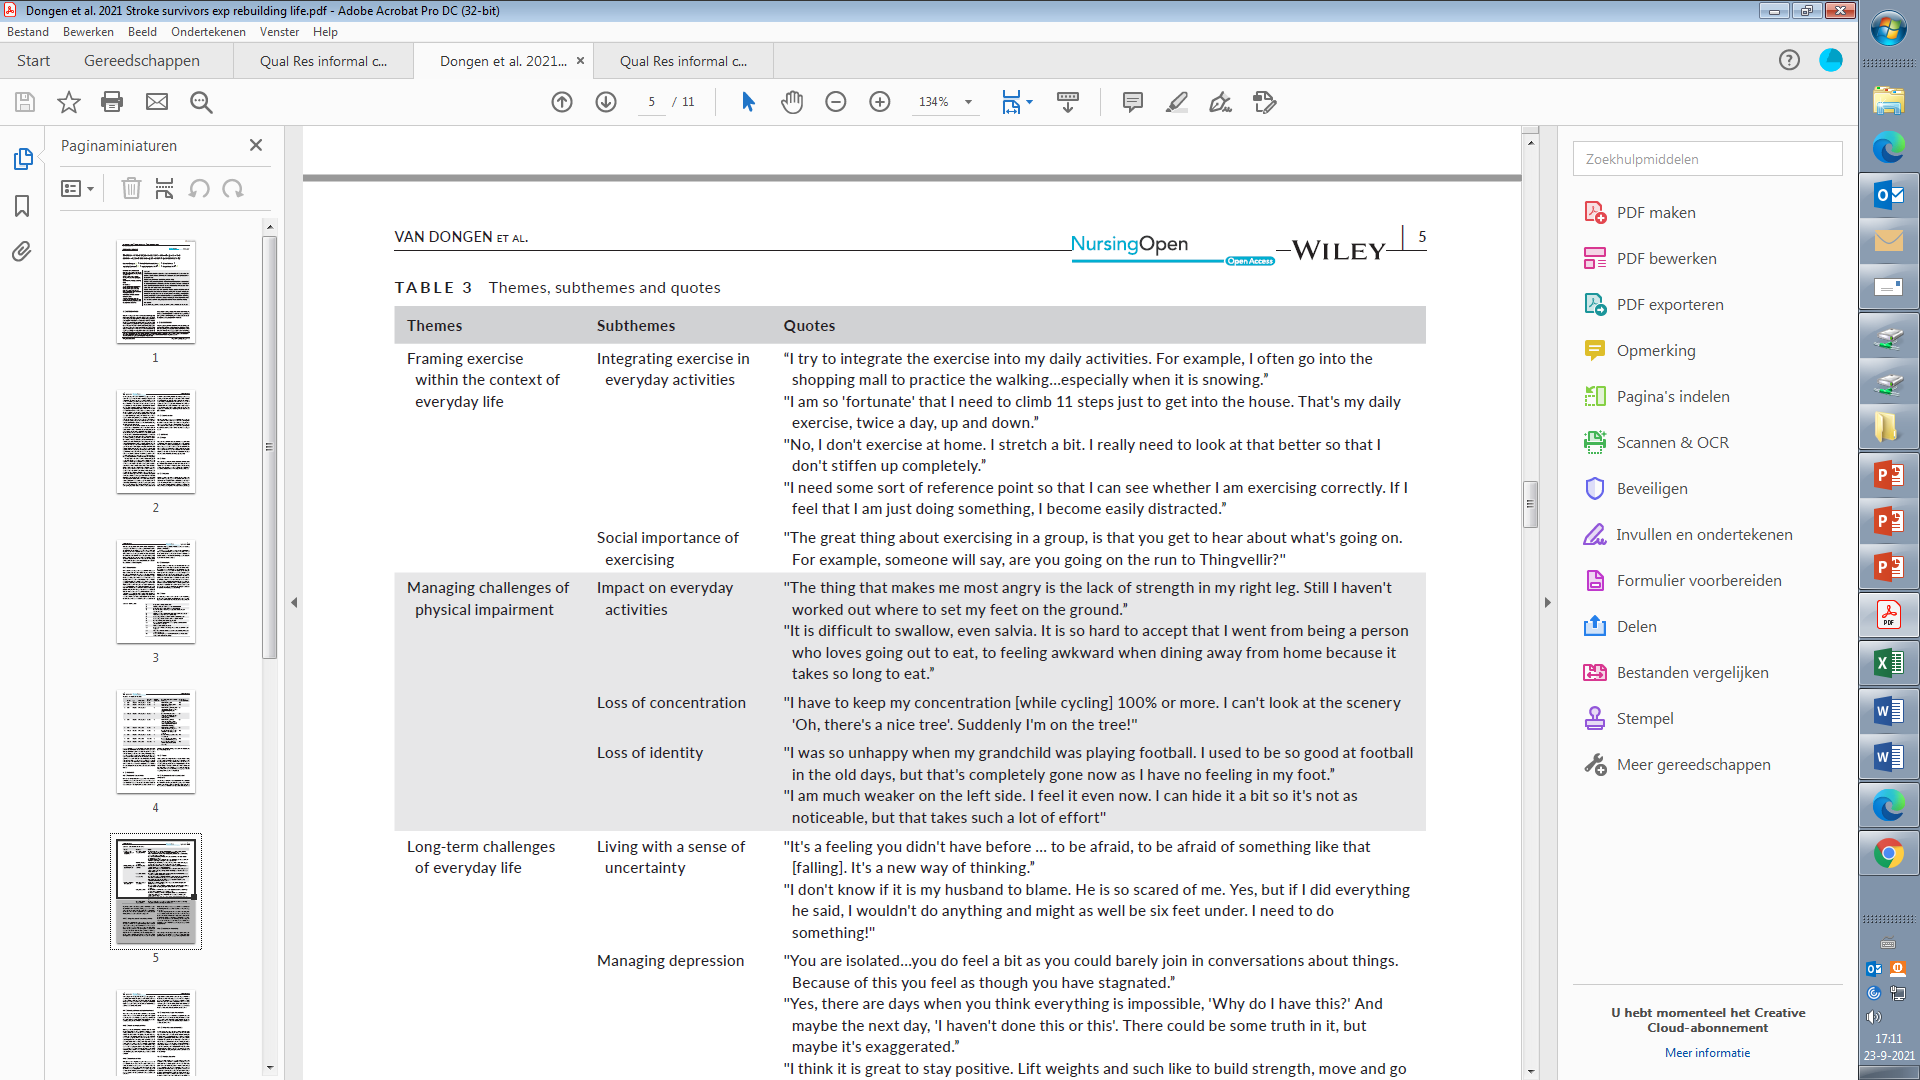 Dongen et al. 2021 Stroke survivors exp rebuilding life.pdf - Adobe Acrobat Pro DC (32-bit)
Bestand Bewerken Beeld Ondertekenen Venster Help
Start Gereedschappen Qual Res informal c... Dongen et al. 2021... × Qual Res informal c...
5 / 11 134%
Paginaminiaturen
1
2
3
4
5
VAN DONGEN ET AL.
NursingOpen
Open Access
WILEY
5
TABLE 3 Themes, subthemes and quotes
Themes Subthemes Quotes
Framing exercise Integrating exercise in “I try to integrate the exercise into my daily activities. For example, I often go into the
within the context of everyday activities shopping mall to practice the walking...especially when it is snowing.”
everyday life "I am so 'fortunate' that I need to climb 11 steps just to get into the house. That's my daily
exercise, twice a day, up and down.”
"No, I don't exercise at home. I stretch a bit. I really need to look at that better so that I
don't stiffen up completely.”
"I need some sort of reference point so that I can see whether I am exercising correctly. If I
feel that I am just doing something, I become easily distracted.”
Social importance of "The great thing about exercising in a group, is that you get to hear about what's going on.
exercising For example, someone will say, are you going on the run to Thingvellir?"
Managing challenges of Impact on everyday "The thing that makes me most angry is the lack of strength in my right leg. Still I haven't
physical impairment activities worked out where to set my feet on the ground.”
"It is difficult to swallow, even salvia. It is so hard to accept that I went from being a person
who loves going out to eat, to feeling awkward when dining away from home because it
takes so long to eat.”
Loss of concentration "I have to keep my concentration [while cycling] 100% or more. I can't look at the scenery
'Oh, there's a nice tree'. Suddenly I'm on the tree!"
Loss of identity "I was so unhappy when my grandchild was playing football. I used to be so good at football
in the old days, but that's completely gone now as I have no feeling in my foot.”
"I am much weaker on the left side. I feel it even now. I can hide it a bit so it's not as
noticeable, but that takes such a lot of effort"
Long-term challenges Living with a sense of "It's a feeling you didn't have before ... to be afraid, to be afraid of something like that
of everyday life uncertainty [falling]. It's a new way of thinking.”
"I don't know if it is my husband to blame. He is so scared of me. Yes, but if I did everything
he said, I wouldn't do anything and might as well be six feet under. I need to do
something!"
Managing depression "You are isolated...you do feel a bit as you could barely join in conversations about things.
Because of this you feel as though you have stagnated.”
"Yes, there are days when you think everything is impossible, 'Why do I have this?' And
maybe the next day, 'I haven't done this or this'. There could be some truth in it, but
maybe it's exaggerated.”
"I think it is great to stay positive. Lift weights and such like to build strength, move and go
Zoekhulpmiddelen
PDF maken
PDF bewerken
PDF exporteren
Opmerking
Pagina's indelen
Scannen & OCR
Beveiligen
Invullen en ondertekenen
Formulier voorbereiden
Delen
Bestanden vergelijken
Stempel
Meer gereedschappen
U hebt momenteel het Creative
Cloud-abonnement
Meer informatie
17:11
23-9-2021